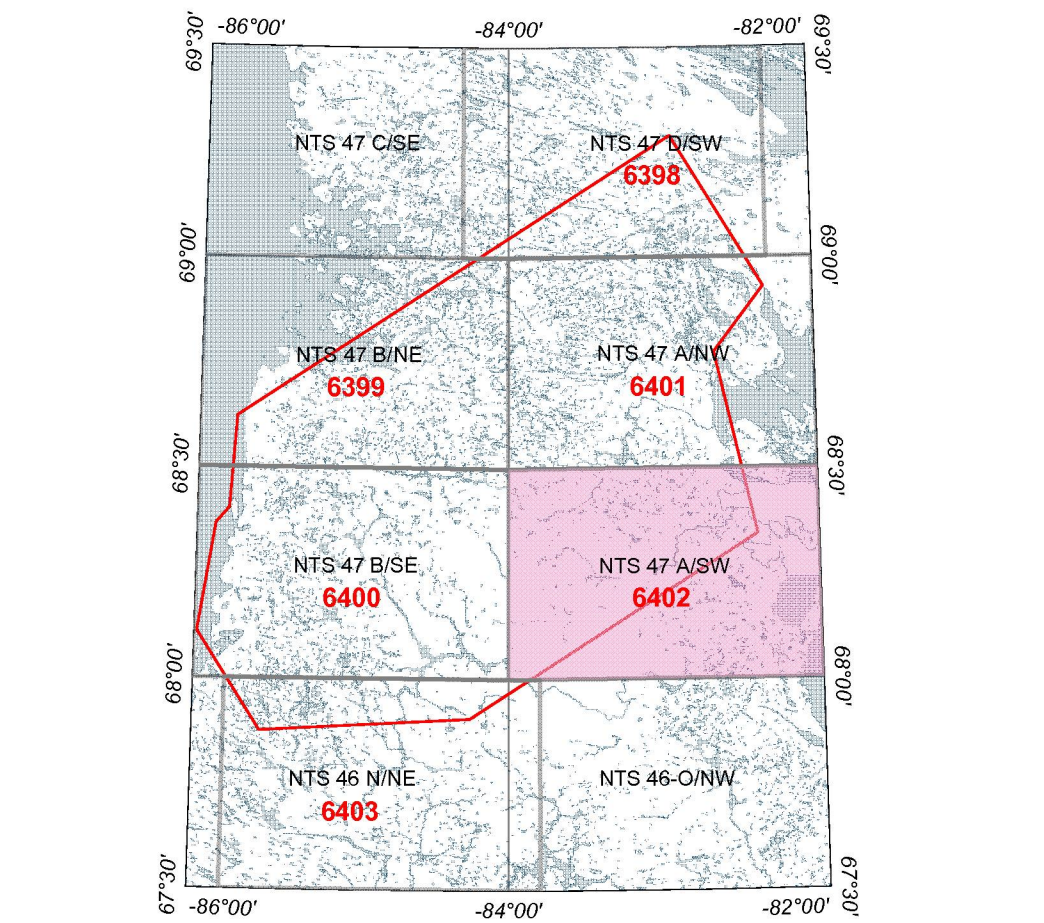 -86°00'
-84°00'
-82°00'
69°30'
69°30'
NTS 47 C/SE
NTS 47 D/SW
6398
69°00'
69°00'
NTS 47 B/NE
NTS 47 A/NW
6399
6401
68°30'
68°30'
NTS 47 B/SE
NTS 47 A/SW
6400
6402
68°00'
68°00'
NTS 46 N/NE
NTS 46-O/NW
6403
67°30'
67°30'
-86°00'
-84°00'
-82°00'